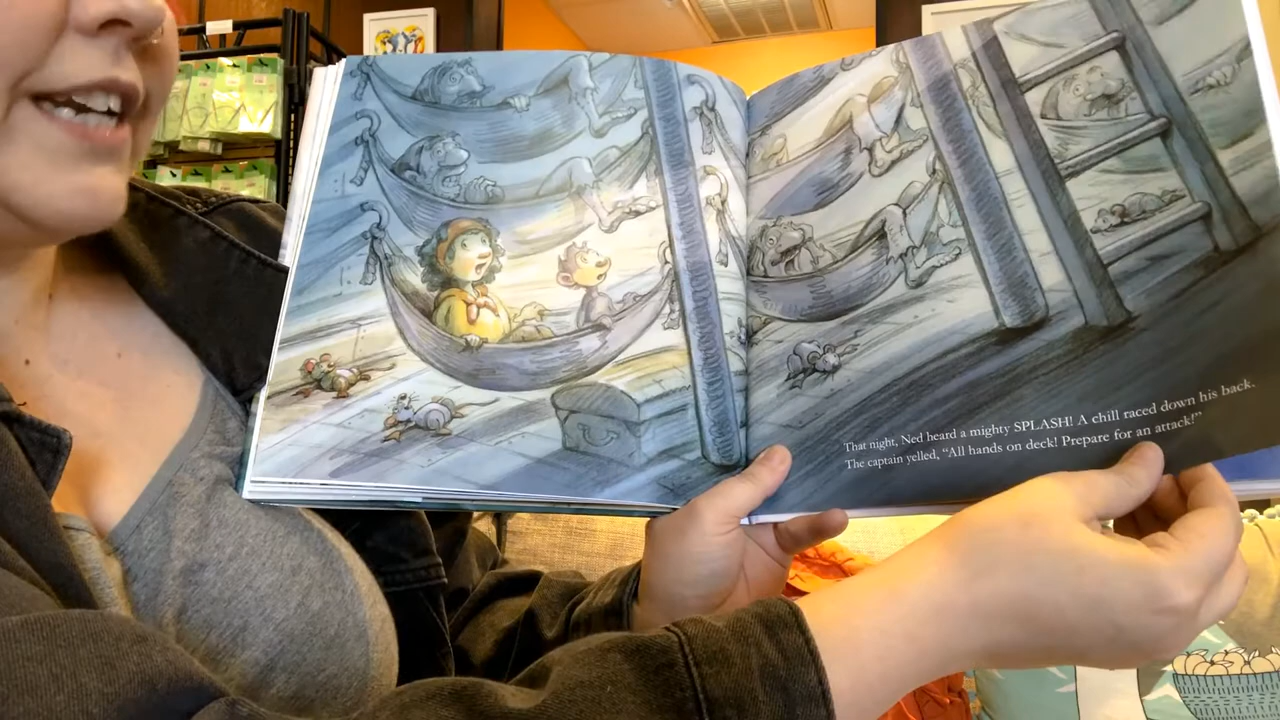 That night, Ned heard a mighty SPLASH! A chill raced down his back.
The captain yelled, “All hands on deck! Prepare for an attack!”